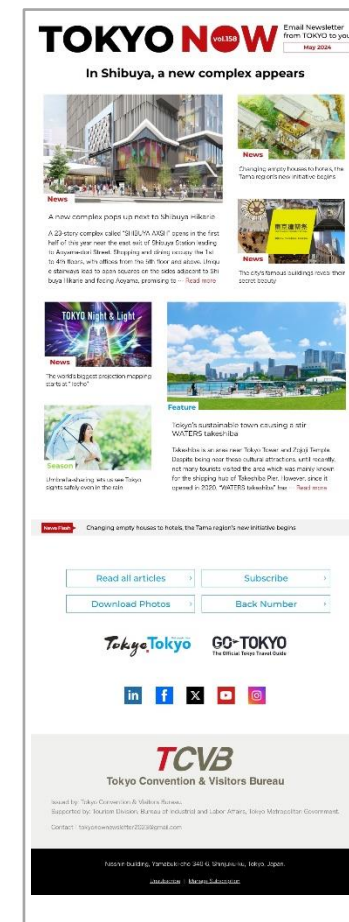 TOKYO NOW
vol.158
Email Newsletter
from TOKYO to you
May 2024
In Shibuya, a new complex appears
News
A new complex pops up next to Shibuya Hikarie
A 23-story complex called "SHIBUYA AXSH" opens in the first
half of this year near the east exit of Shibuya Station leading
to Aoyama-dori Street. Shopping and dining occupy the 1st
to 4th floors, with offices from the 5th floor and above. Uniqu
e stairways lead to open squares on the sides adjacent to Shi
buya Hikarie and facing Aoyama, promising to ··· Read more
News
Changing empty houses to hotels, the
Tama region's new initiative begins
東京建築祭
News
The city's famous buildings reveal their
secret beauty
TOKYO Night & Light
News
The world's biggest projection mapping
starts at "Tocho"
Season
Umbrella-sharing lets us see Tokyo
sights safely even in the rain
Feature
Tokyo's sustainable town causing a stir
WATERS takeshiba
Takeshiba is an area near Tokyo Tower and Zojoji Temple.
Despite being near these cultural attractions, until recently,
not many tourists visited the area which was mainly known
for the shipping hub of Takeshiba Pier. However, since it
opened in 2020, "WATERS takeshiba" has ··· Read more
News Flash
Changing empty houses to hotels, the Tama region's new initiative begins
Read all articles
Subscribe
Download Photos
Back Number
Tokyo Tokyo
GO TOKYO
The Official Tokyo Travel Guide
in
f
X
TCVB
Tokyo Convention & Visitors Bureau
Issued by: Tokyo Convention & Visitors Bureau
Supported by: Tourism Division, Bureau of Industrial and Labor Affairs, Tokyo Metropolitan Government.
Contact : tokyonownewsletter2023@gmail.com
Nisshin building, Yamabuki-cho 346-6, Shinjuku-ku, Tokyo, Japan.
Unsubscribe | Manage Subscription